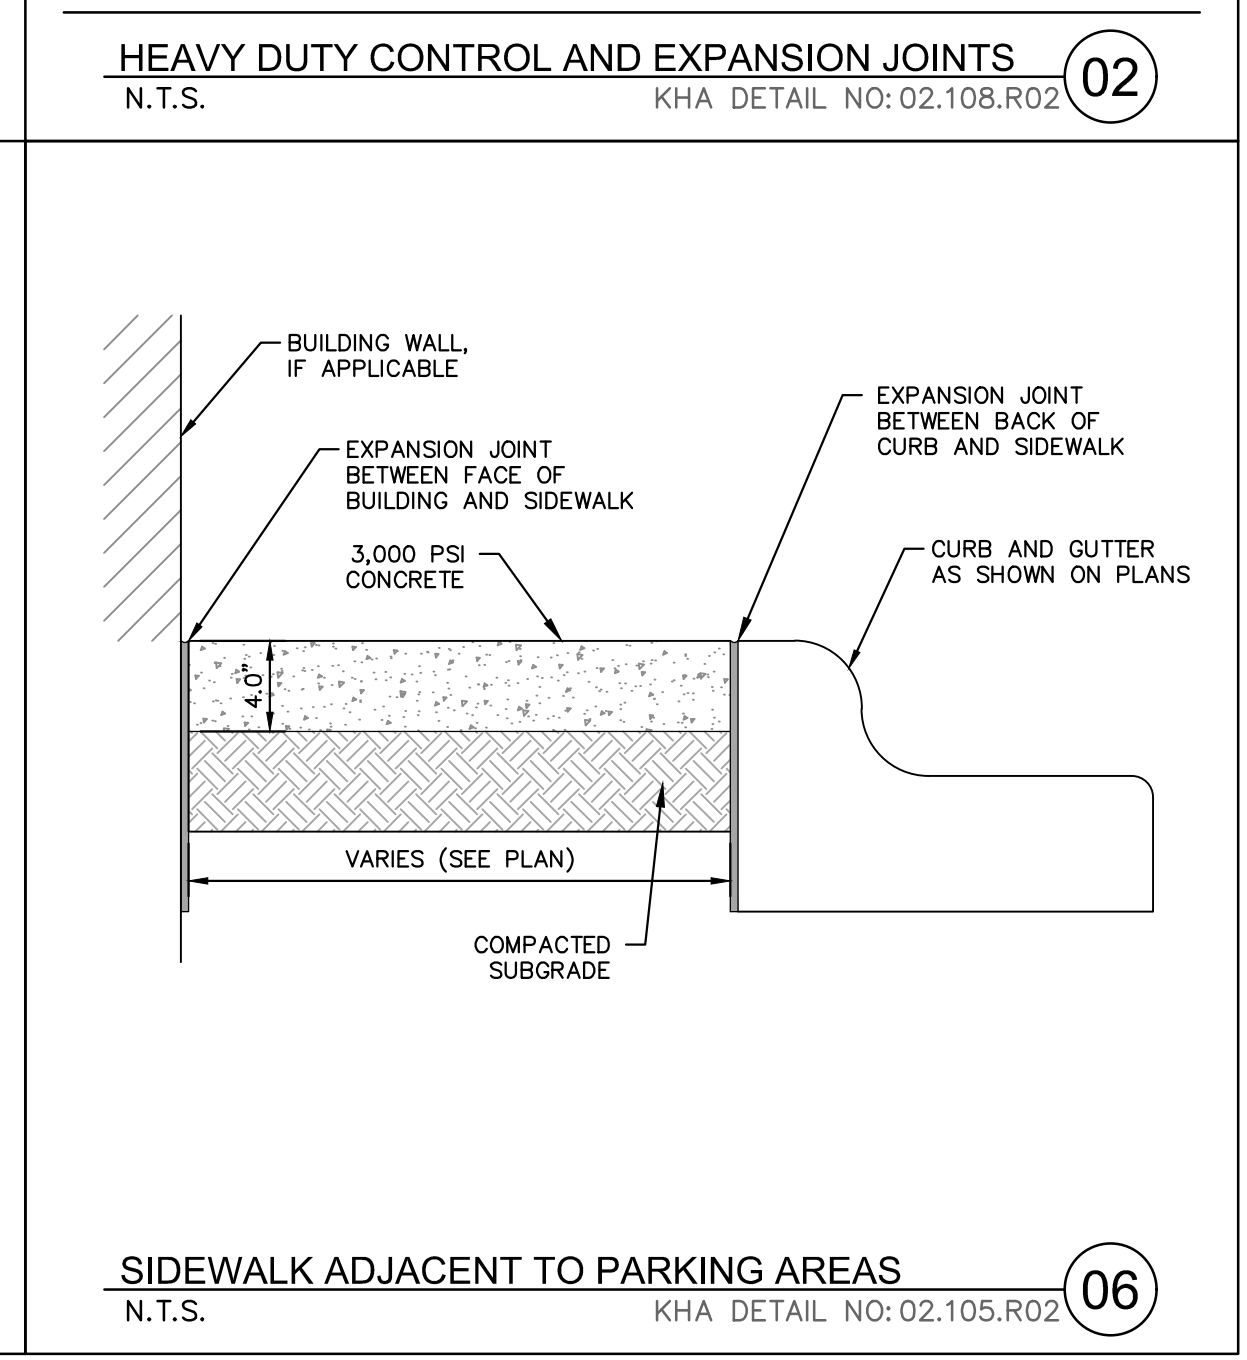 HEAVY DUTY CONTROL AND EXPANSION JOINTS
02
N.T.S.
KHA DETAIL NO: 02.108.R02
BUILDING WALL,
IF APPLICABLE
EXPANSION JOINT
BETWEEN BACK OF
CURB AND SIDEWALK
EXPANSION JOINT
BETWEEN FACE OF
BUILDING AND SIDEWALK
3,000 PSI
CONCRETE
CURB AND GUTTER
AS SHOWN ON PLANS
4.0"
VARIES (SEE PLAN)
COMPACTED
SUBGRADE
SIDEWALK ADJACENT TO PARKING AREAS
06
N.T.S.
KHA DETAIL NO: 02.105.R02